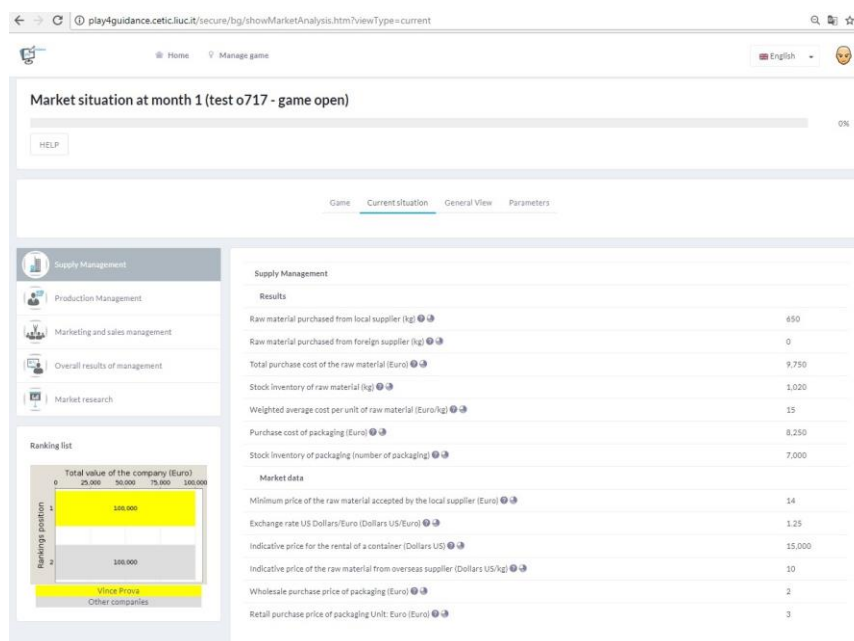 play4guidance.cetic.liuc.it/secure/bg/showMarketAnalysis.htm?viewType=current
Home Manage game English
Market situation at month 1 (test o717 - game open)
0%
HELP
Game Current situation General View Parameters
Supply Management
Production Management
Marketing and sales management
Overall results of management
Market research
Ranking list
Total value of the company (Euro)
0 25,000 50,000 75,000 100,000
Rankings position
1 100,000
2 100,000
Vince Prova
Other companies
Supply Management
Results
Raw material purchased from local supplier (kg) 650
Raw material purchased from foreign supplier (kg) 0
Total purchase cost of the raw material (Euro) 9,750
Stock inventory of raw material (kg) 1,020
Weighted average cost per unit of raw material (Euro/kg) 15
Purchase cost of packaging (Euro) 8,250
Stock inventory of packaging (number of packaging) 7,000
Market data
Minimum price of the raw material accepted by the local supplier (Euro) 14
Exchange rate US Dollars/Euro (Dollars US/Euro) 1.25
Indicative price for the rental of a container (Dollars US) 15,000
Indicative price of the raw material from overseas supplier (Dollars US/kg) 10
Wholesale purchase price of packaging (Euro) 2
Retail purchase price of packaging Unit: Euro (Euro) 3